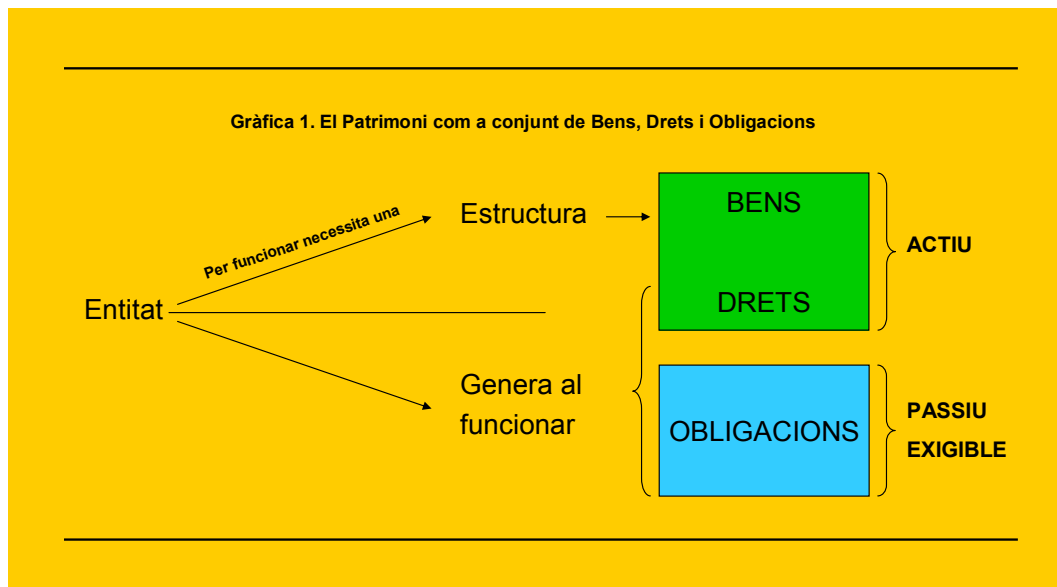 Gràfica 1. El Patrimoni com a conjunt de Bens, Drets i Obligacions
Per funcionar necessita una
Estructura
BENS
ACTIU
Entitat
DRETS
Genera al
funcionar
OBLIGACIONS
PASSIU
EXIGIBLE